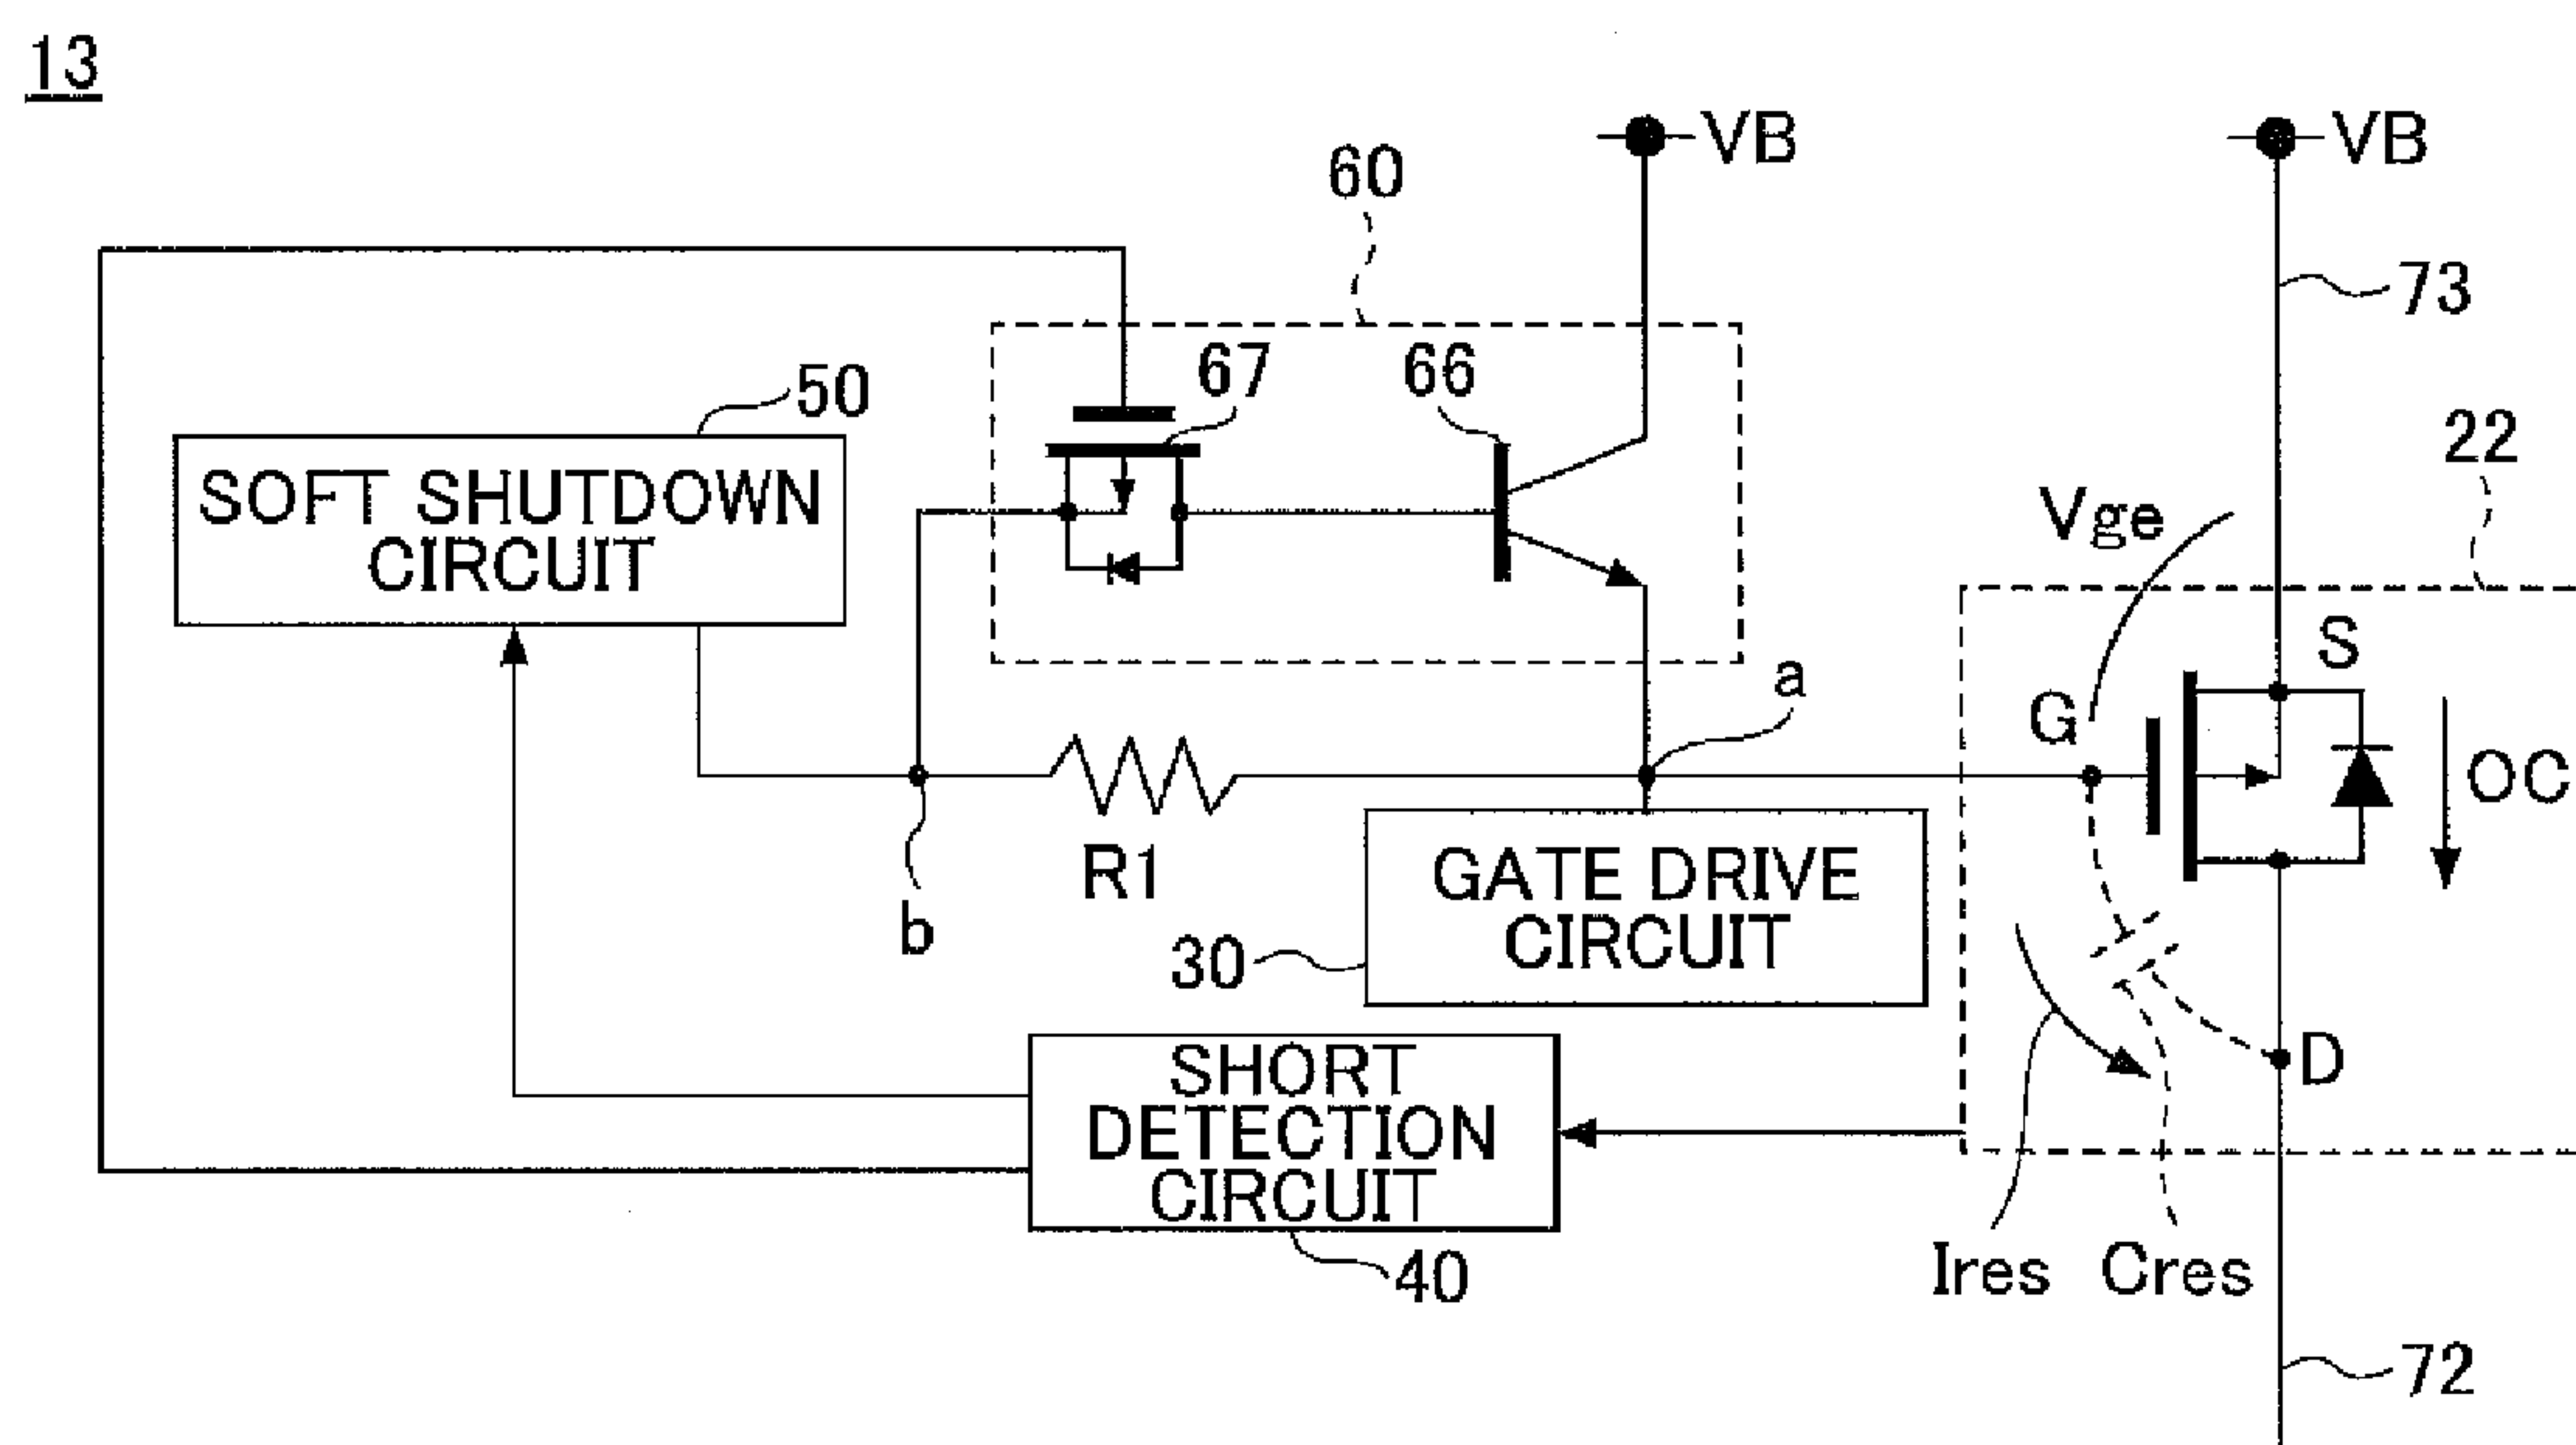 13
VB
VB
60
73
67
66
50
22
SOFT SHUTDOWN
CIRCUIT
Vge
S
a
G
OC
R1
GATE DRIVE
CIRCUIT
b
30
SHORT
DETECTION
CIRCUIT
D
40
Ires
Cres
72